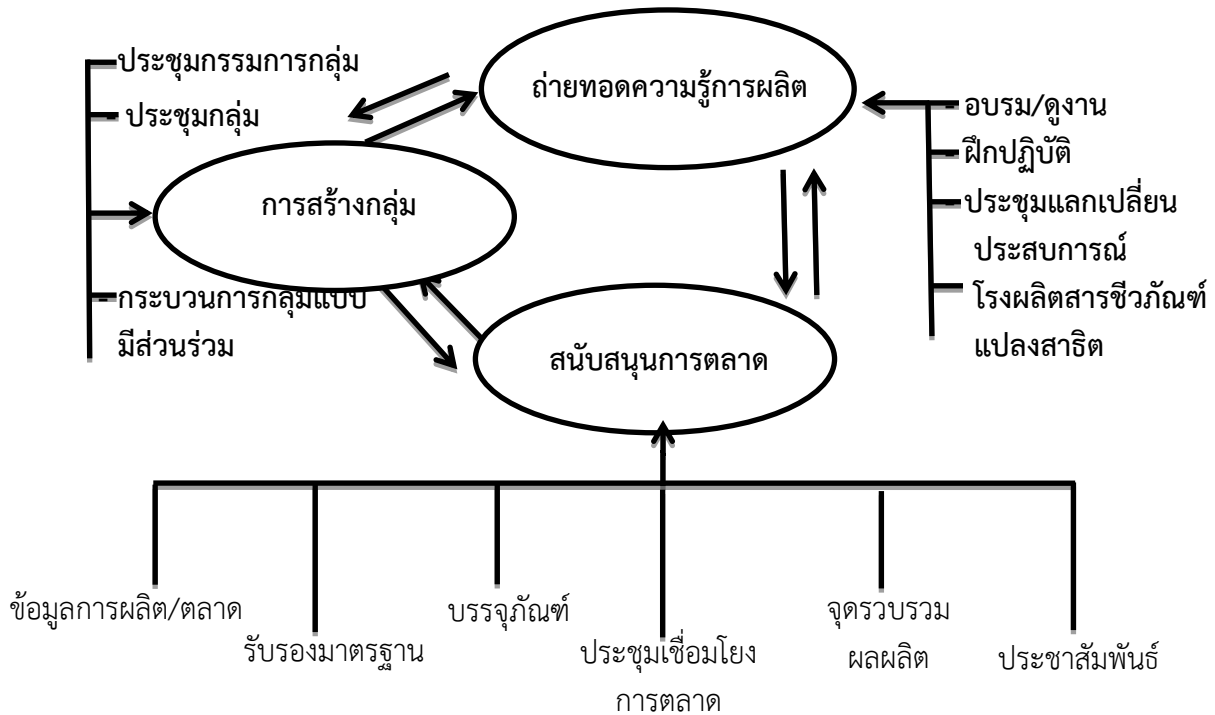 ประชุมกรรมการกลุ่ม
- ประชุมกลุ่ม
การสร้างกลุ่ม
- กระบวนการกลุ่มแบบ
มีส่วนร่วม
ถ่ายทอดความรู้การผลิต
- อบรม/ดูงาน
- ฝึกปฏิบัติ
- ประชุมแลกเปลี่ยน
ประสบการณ์
- โรงผลิตสารชีวภัณฑ์
แปลงสาธิต
สนับสนุนการตลาด
ข้อมูลการผลิต/ตลาด
รับรองมาตรฐาน
บรรจุภัณฑ์
ประชุมเชื่อมโยง
การตลาด
จุดรวบรวม
ผลผลิต
ประชาสัมพันธ์